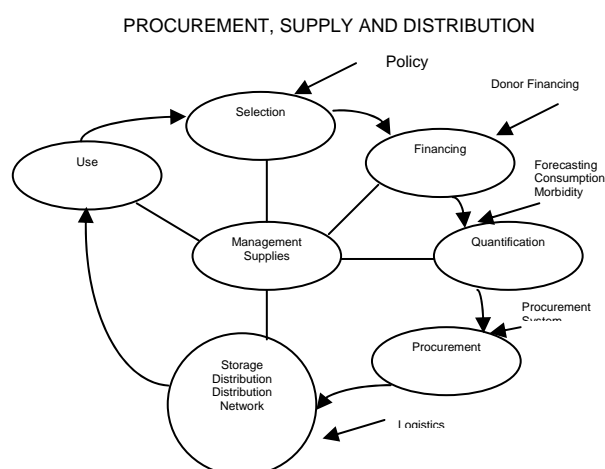 PROCUREMENT, SUPPLY AND DISTRIBUTION
Policy
Selection
Donor Financing
Financing
Use
Forecasting
Consumption
Morbidity
Management
Supplies
Quantification
Procurement
System
Procurement
Storage
Distribution
Distribution
Network
Logistics